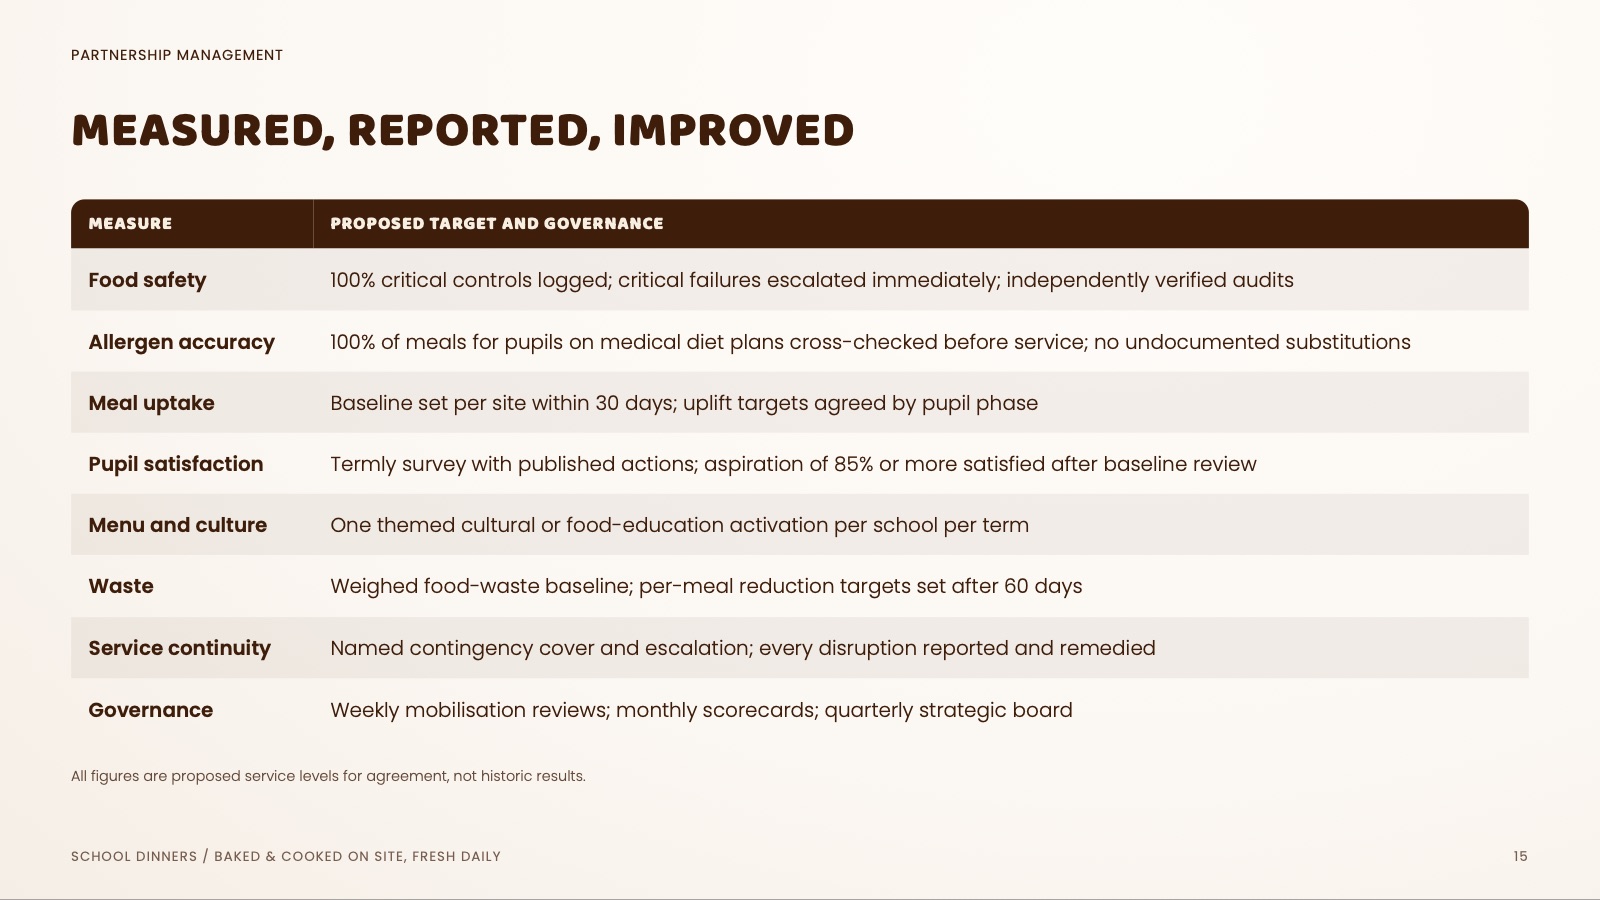 PARTNERSHIP MANAGEMENT
MEASURED, REPORTED, IMPROVED
MEASURE PROPOSED TARGET AND GOVERNANCE
Food safety 100% critical controls logged; critical failures escalated immediately; independently verified audits
Allergen accuracy 100% of meals for pupils on medical diet plans cross-checked before service; no undocumented substitutions
Meal uptake Baseline set per site within 30 days; uplift targets agreed by pupil phase
Pupil satisfaction Termly survey with published actions; aspiration of 85% or more satisfied after baseline review
Menu and culture One themed cultural or food-education activation per school per term
Waste Weighed food-waste baseline; per-meal reduction targets set after 60 days
Service continuity Named contingency cover and escalation; every disruption reported and remedied
Governance Weekly mobilisation reviews; monthly scorecards; quarterly strategic board
All figures are proposed service levels for agreement, not historic results.
SCHOOL DINNERS / BAKED & COOKED ON SITE, FRESH DAILY 15